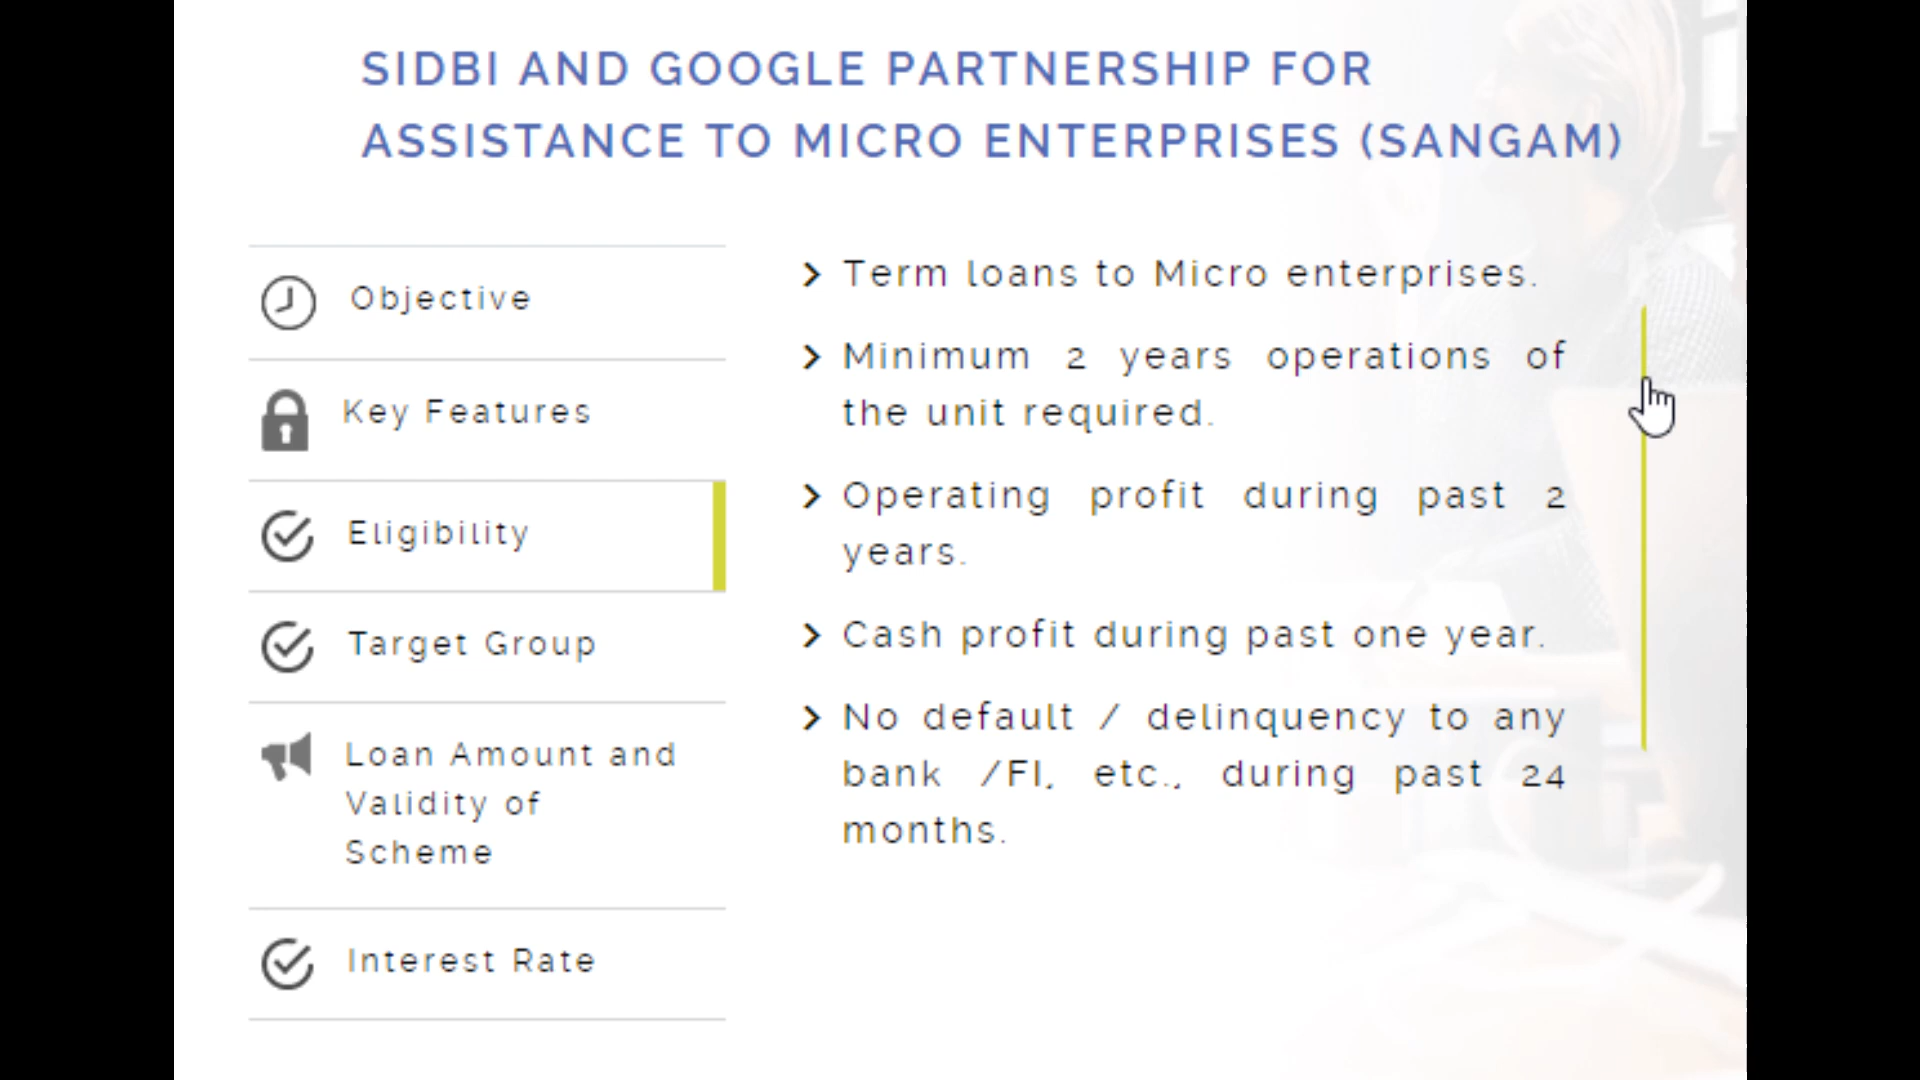 SIDBI AND GOOGLE PARTNERSHIP FOR
ASSISTANCE TO MICRO ENTERPRISES (SANGAM)
Objective
Key Features
Eligibility
Target Group
Loan Amount and
Validity of
Scheme
Interest Rate
Term loans to Micro enterprises.
Minimum 2 years operations of
the unit required.
Operating profit during past 2
years.
Cash profit during past one year.
No default / delinquency to any
bank /FI, etc., during past 24
months.